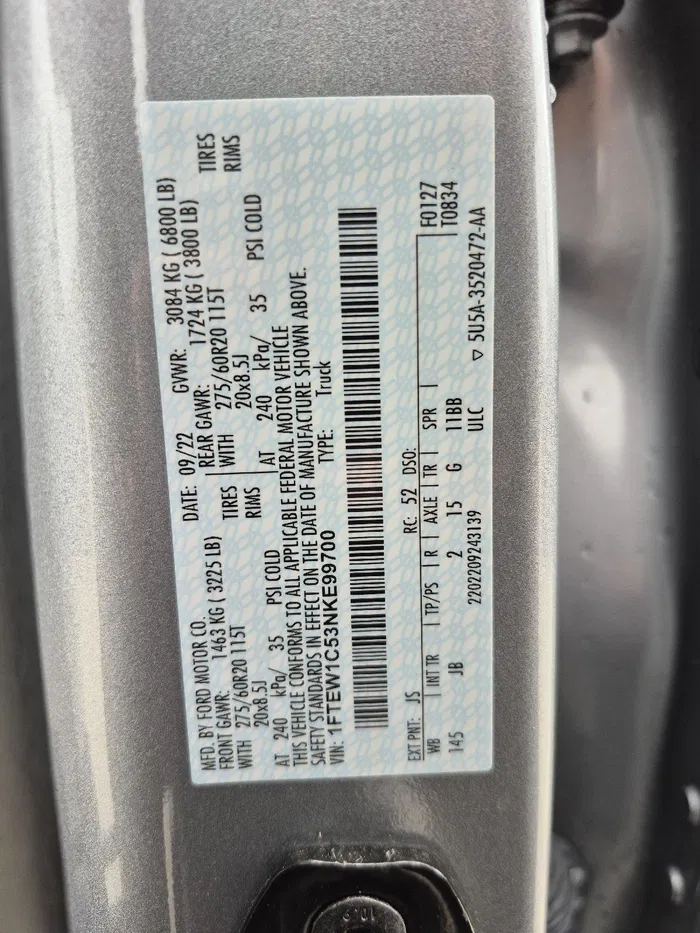 MFD. BY FORD MOTOR CO.
DATE: 09/22 GVWR: 3084 KG ( 6800 LB)
FRONT GAWR: 1463 KG ( 3225 LB) REAR GAWR: 1724 KG ( 3800 LB)
WITH 275/60R20 115T TIRES WITH 275/60R20 115T TIRES
20x8.5J RIMS 20x8.5J RIMS
AT 240 kPa/ 35 PSI COLD AT 240 kPa/ 35 PSI COLD
THIS VEHICLE CONFORMS TO ALL APPLICABLE FEDERAL MOTOR VEHICLE
SAFETY STANDARDS IN EFFECT ON THE DATE OF MANUFACTURE SHOWN ABOVE.
VIN: 1FTEW1C53NKE99700 TYPE: Truck
EXT PNT: JS RC: 52 DSO: F0127
WB INT TR TP/PS R AXLE TR SPR T0834
145 JB 2 15 G 11BB
ULC
2202209243139 ▽ 5U5A-3520472-AA
10.9